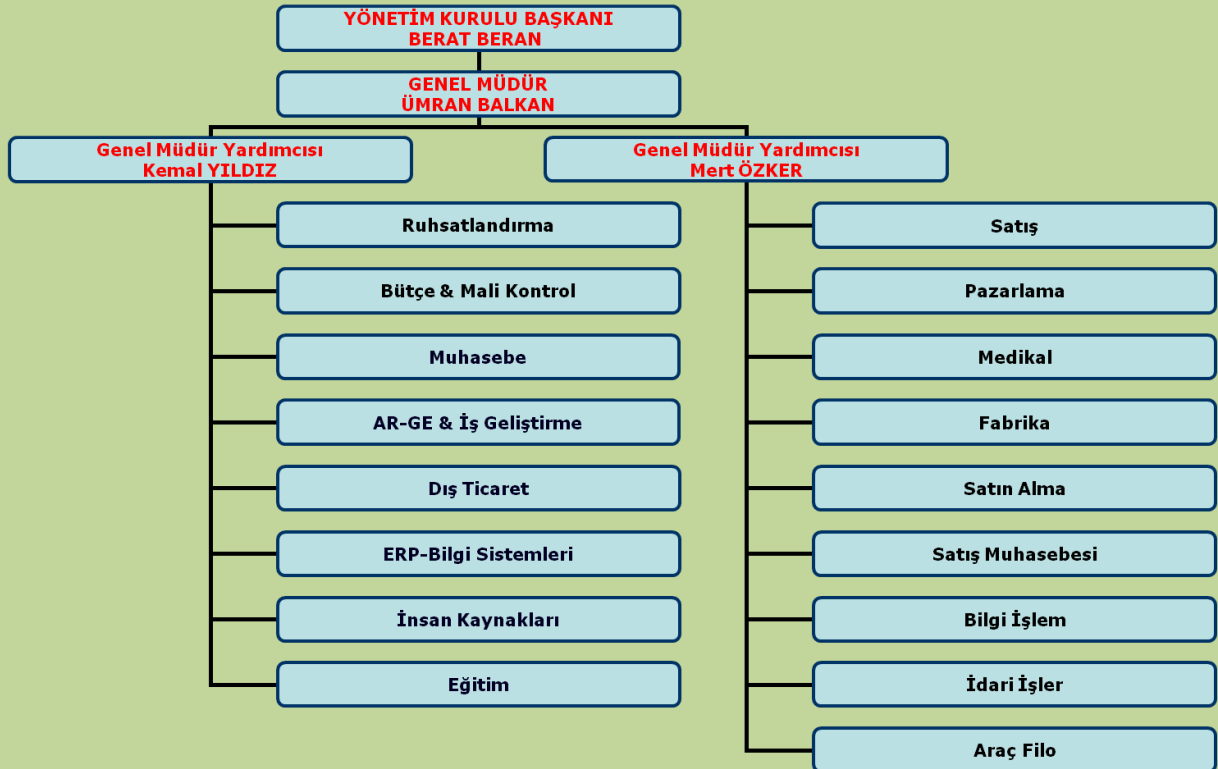 YÖNETİM KURULU BAŞKANI
BERAT BERAN
GENEL MÜDÜR
ÜMRAN BALKAN
Genel Müdür Yardımcısı
Kemal YILDIZ
Ruhsatlandırma
Bütçe & Mali Kontrol
Muhasebe
AR-GE & İş Geliştirme
Dış Ticaret
ERP-Bilgi Sistemleri
İnsan Kaynakları
Eğitim
Genel Müdür Yardımcısı
Mert ÖZKER
Satış
Pazarlama
Medikal
Fabrika
Satın Alma
Satış Muhasebesi
Bilgi İşlem
İdari İşler
Araç Filo